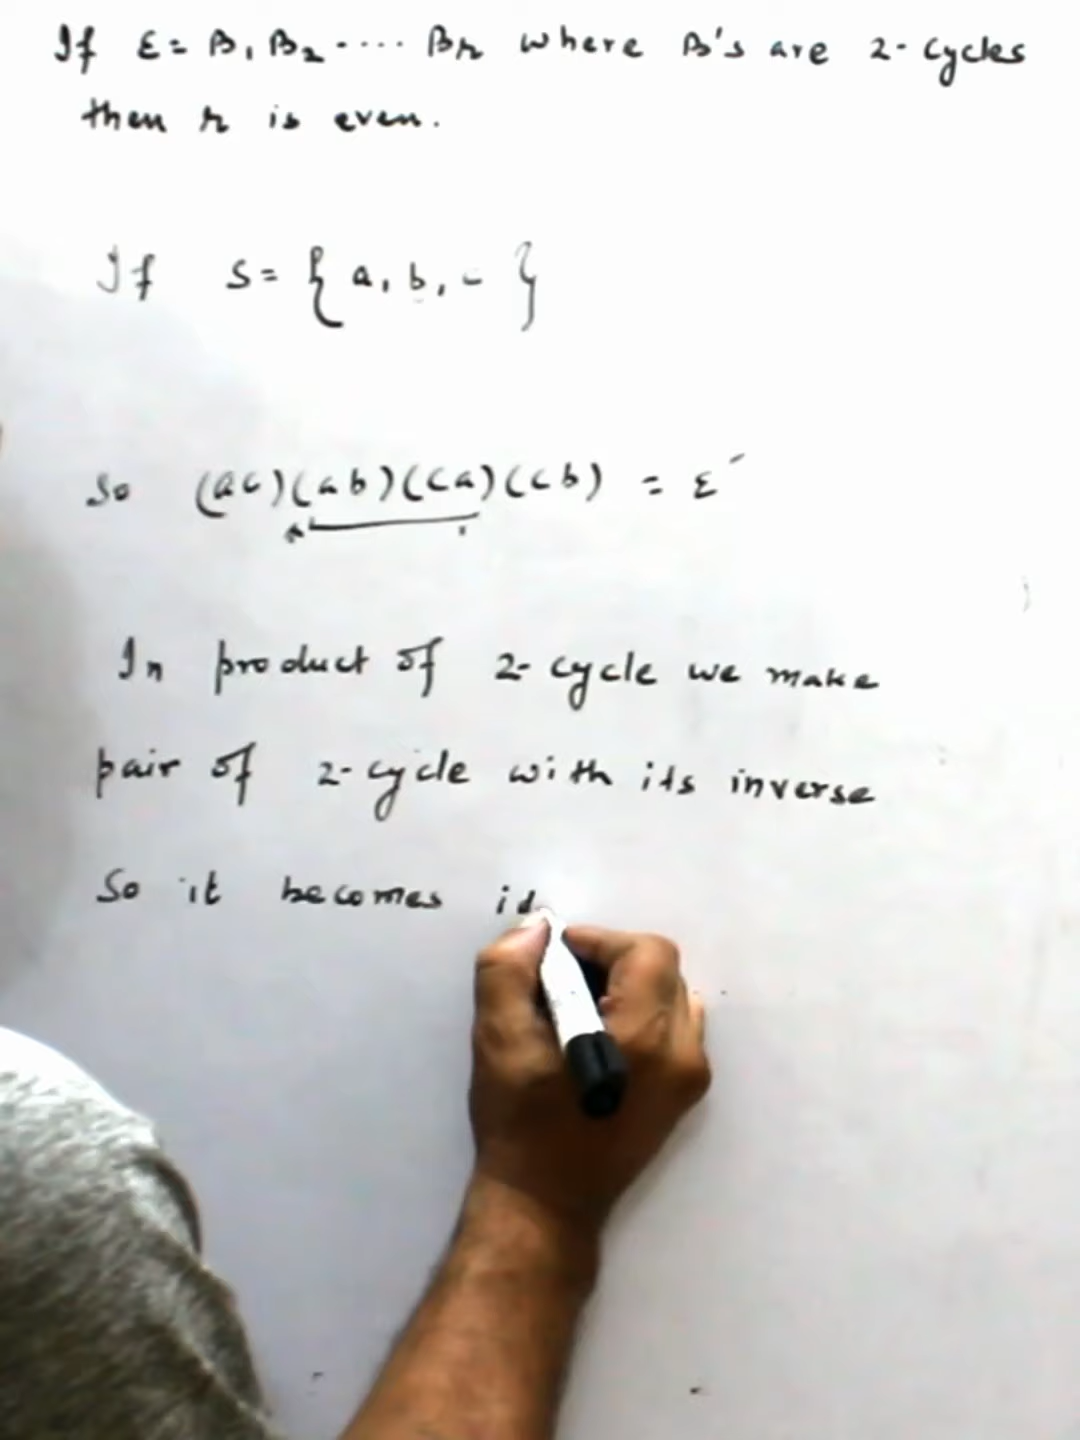 If ε = β₁ β₂ ..... βr where β's are 2-cycles
then r is even.
If S = { a, b, c }
So (ac)(ab)(ca)(cb) = ε
In product of 2-cycle we make
pair of 2-cycle with its inverse
So it becomes id